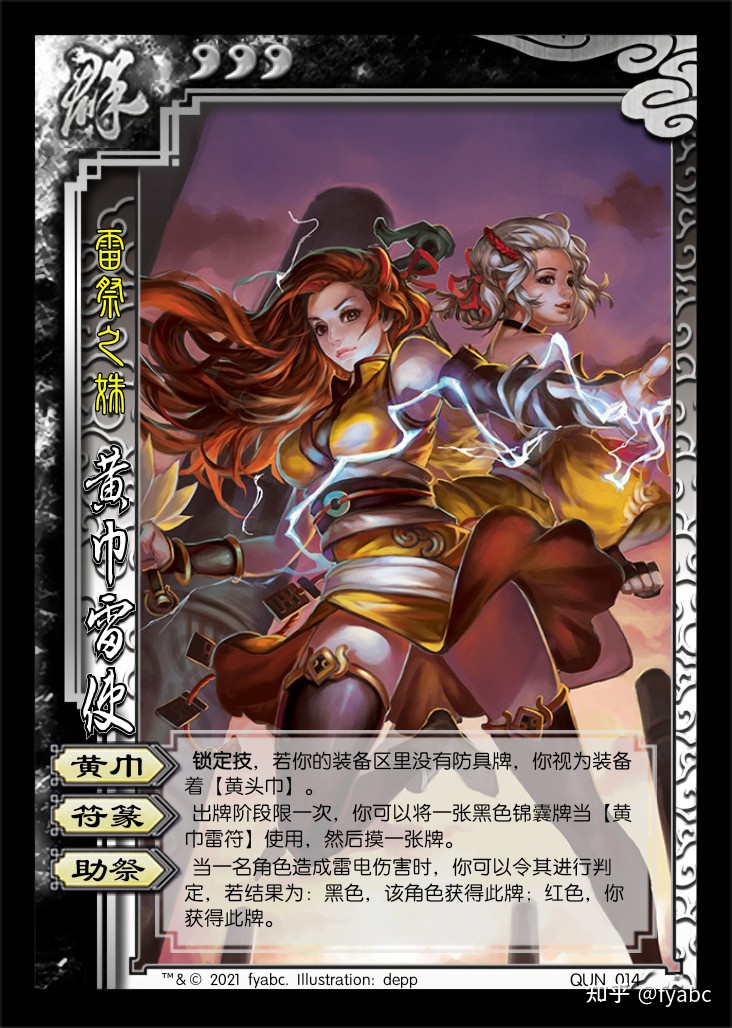 群
雷祭之姝
黄巾雷使
黄巾
锁定技，若你的装备区里没有防具牌，你视为装备
着【黄头巾】。
符篆
出牌阶段限一次，你可以将一张黑色锦囊牌当【黄
巾雷符】使用，然后摸一张牌。
助祭
当一名角色造成雷电伤害时，你可以令其进行判
定，若结果为：黑色，该角色获得此牌；红色，你
获得此牌。
™&© 2021 fyabc. Illustration: depp
QUN 014
知乎 @fyabc